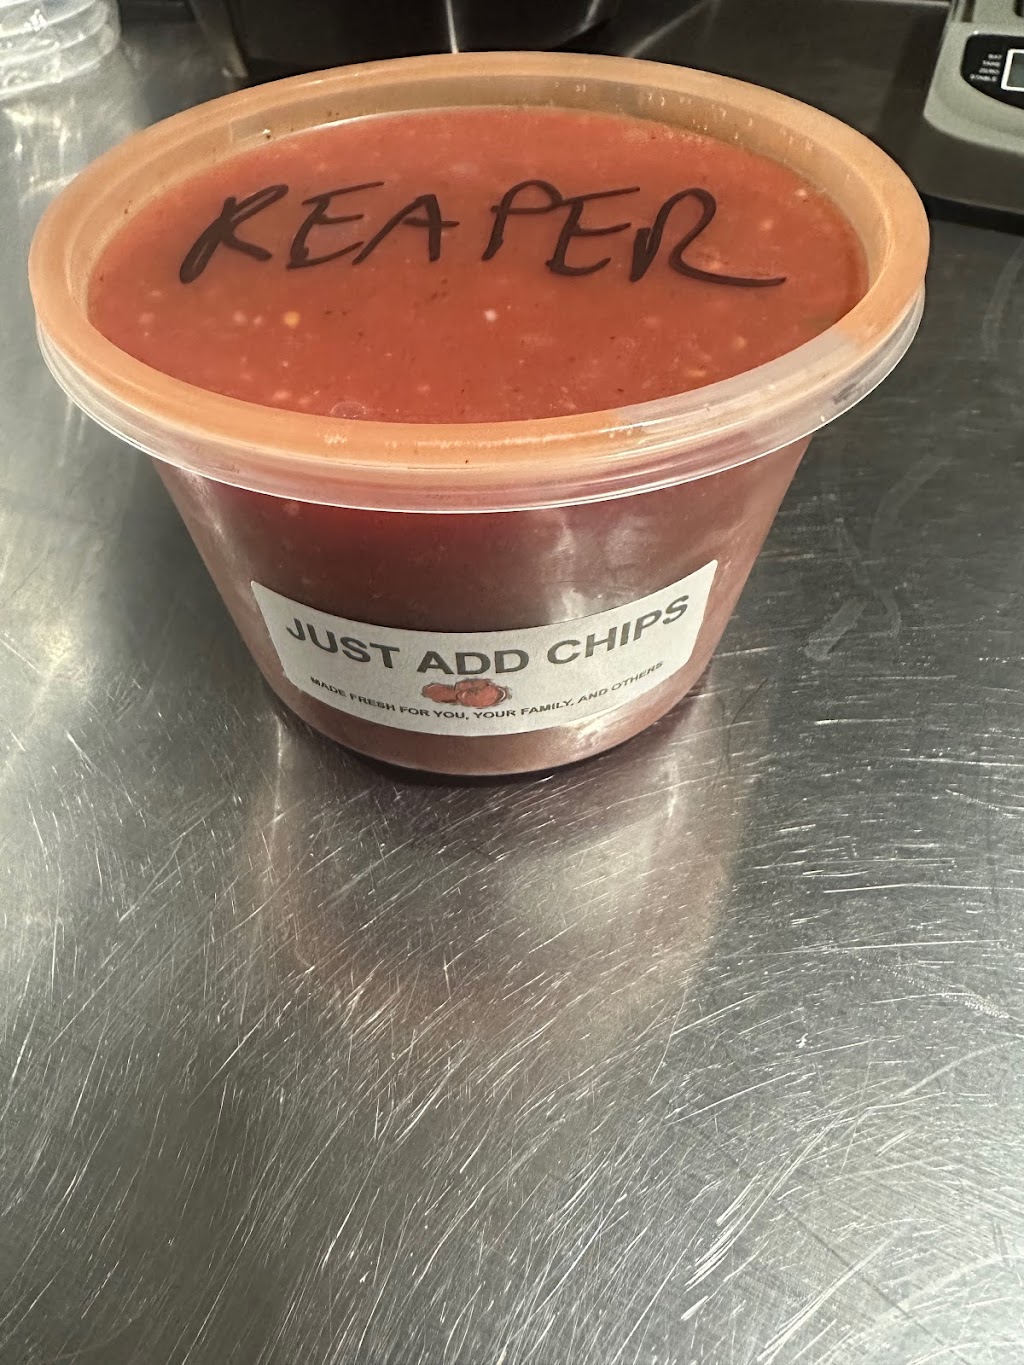 REAPER
JUST ADD CHIPS
MADE FRESH FOR YOU, YOUR FAMILY, AND OTHERS